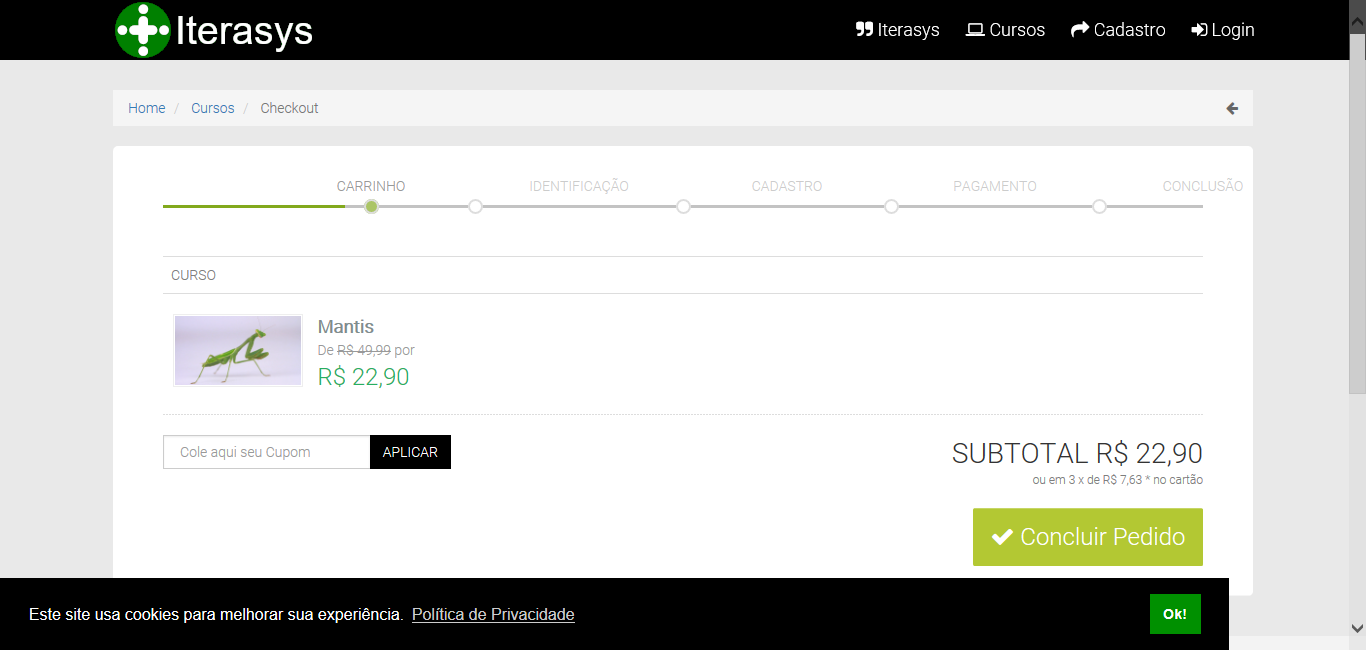 Iterasys
Iterasys Cursos Cadastro Login
Home / Cursos / Checkout
CARRINHO IDENTIFICAÇÃO CADASTRO PAGAMENTO CONCLUSÃO
CURSO
Mantis
De R$ 49,99 por
R$ 22,90
Cole aqui seu Cupom APLICAR
SUBTOTAL R$ 22,90
ou em 3 x de R$ 7,63 * no cartão
Concluir Pedido
Este site usa cookies para melhorar sua experiência. Política de Privacidade
Ok!